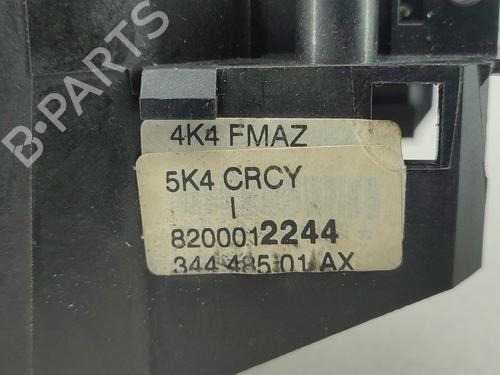 B-PARTS
4K4 FMAZ
5K4 CRCY
I
8200012244
344 485 01 AX